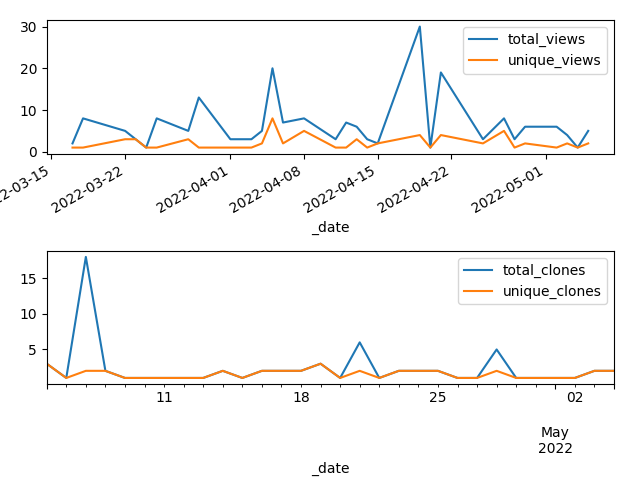 30
20
10
0
total_views
unique_views
2022-03-15
2022-03-22
2022-04-01
2022-04-08
2022-04-15
2022-04-22
2022-05-01
_date
15
10
5
total_clones
unique_clones
11
18
25
02
May
2022
_date